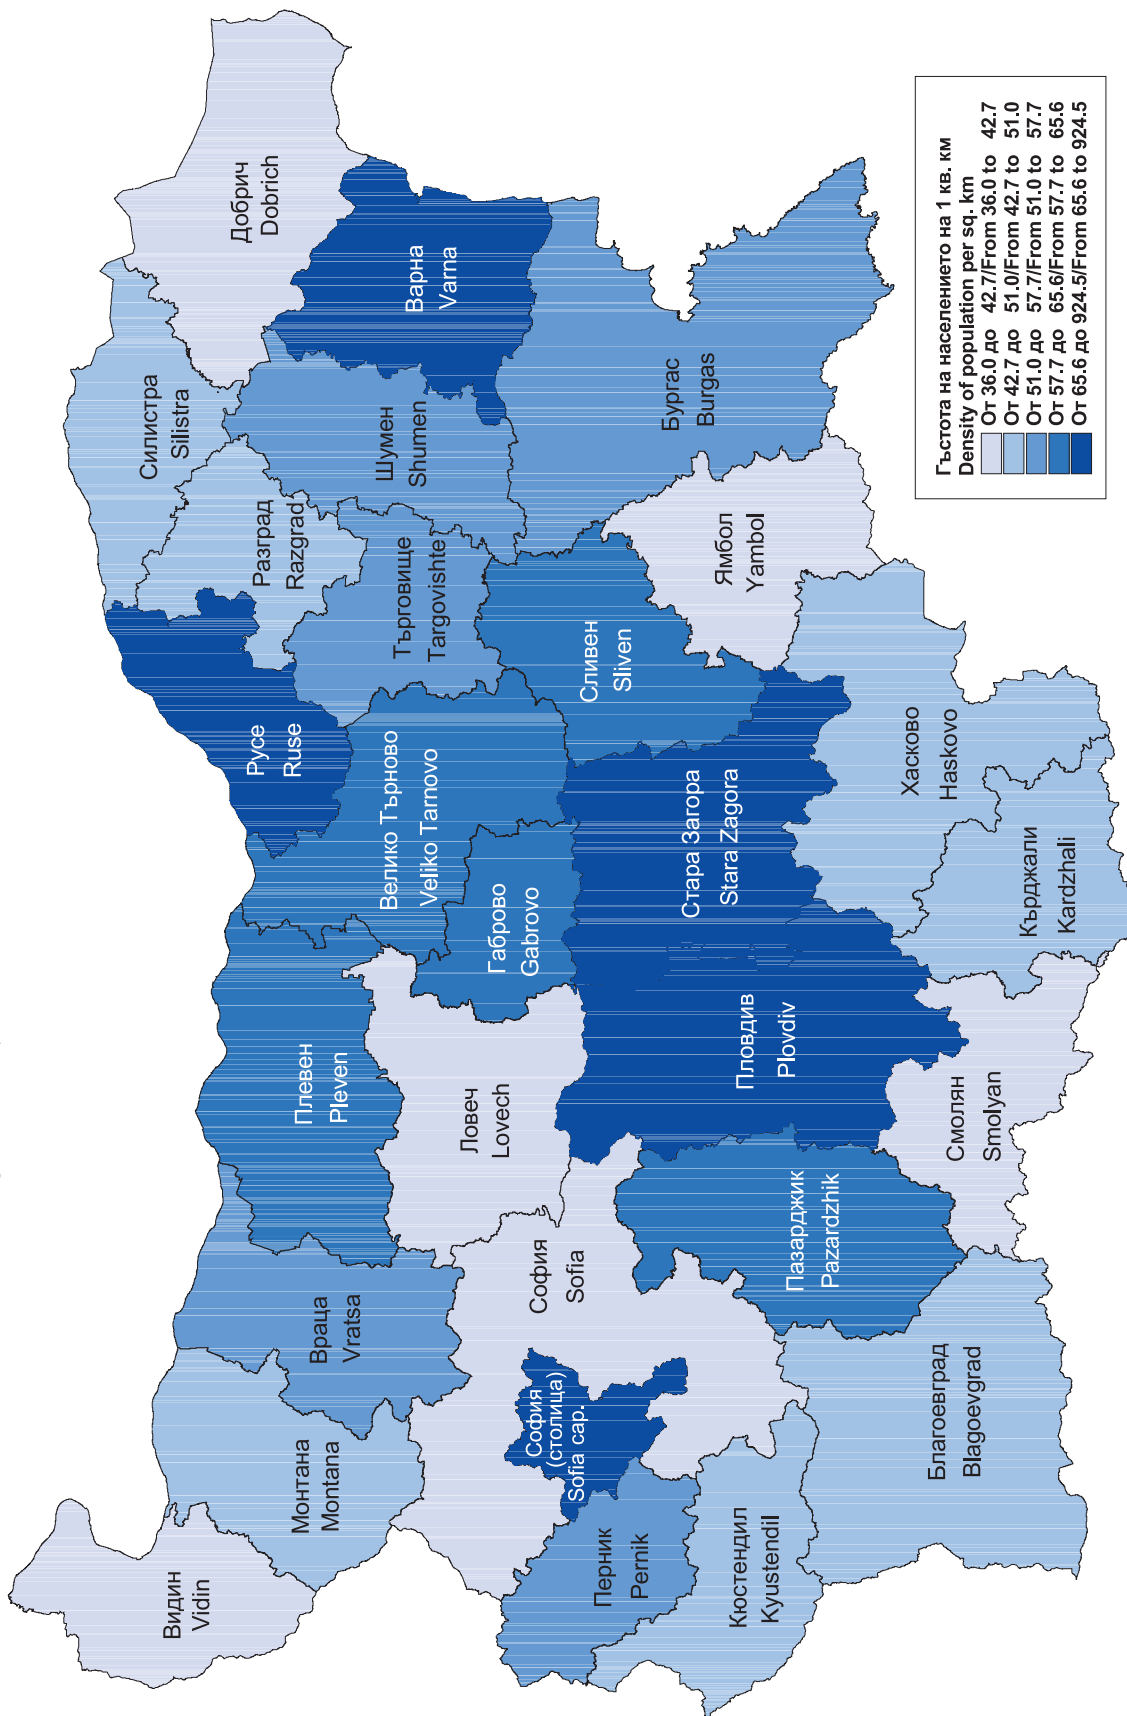 Видин
Vidin
Монтана
Montana
Враца
Vratsa
Плевен
Pleven
Велико Търново
Veliko Tarnovo
Русе
Ruse
Разград
Razgrad
Силистра
Silistra
Добрич
Dobrich
Варна
Varna
Шумен
Shumen
Търговище
Targovishte
Габрово
Gabrovo
Ловеч
Lovech
София
Sofia
София
(столица)
Sofia cap.
Перник
Pernik
Кюстендил
Kyustendil
Благоевград
Blagoevgrad
Пазарджик
Pazardzhik
Пловдив
Plovdiv
Смолян
Smolyan
Стара Загора
Stara Zagora
Сливен
Sliven
Ямбол
Yambol
Бургас
Burgas
Хасково
Haskovo
Кърджали
Kardzhali
Гъстота на населението на 1 кв. км
Density of population per sq. km
От 36.0 до 42.7/From 36.0 to 42.7
От 42.7 до 51.0/From 42.7 to 51.0
От 51.0 до 57.7/From 51.0 to 57.7
От 57.7 до 65.6/From 57.7 to 65.6
От 65.6 до 924.5/From 65.6 to 924.5